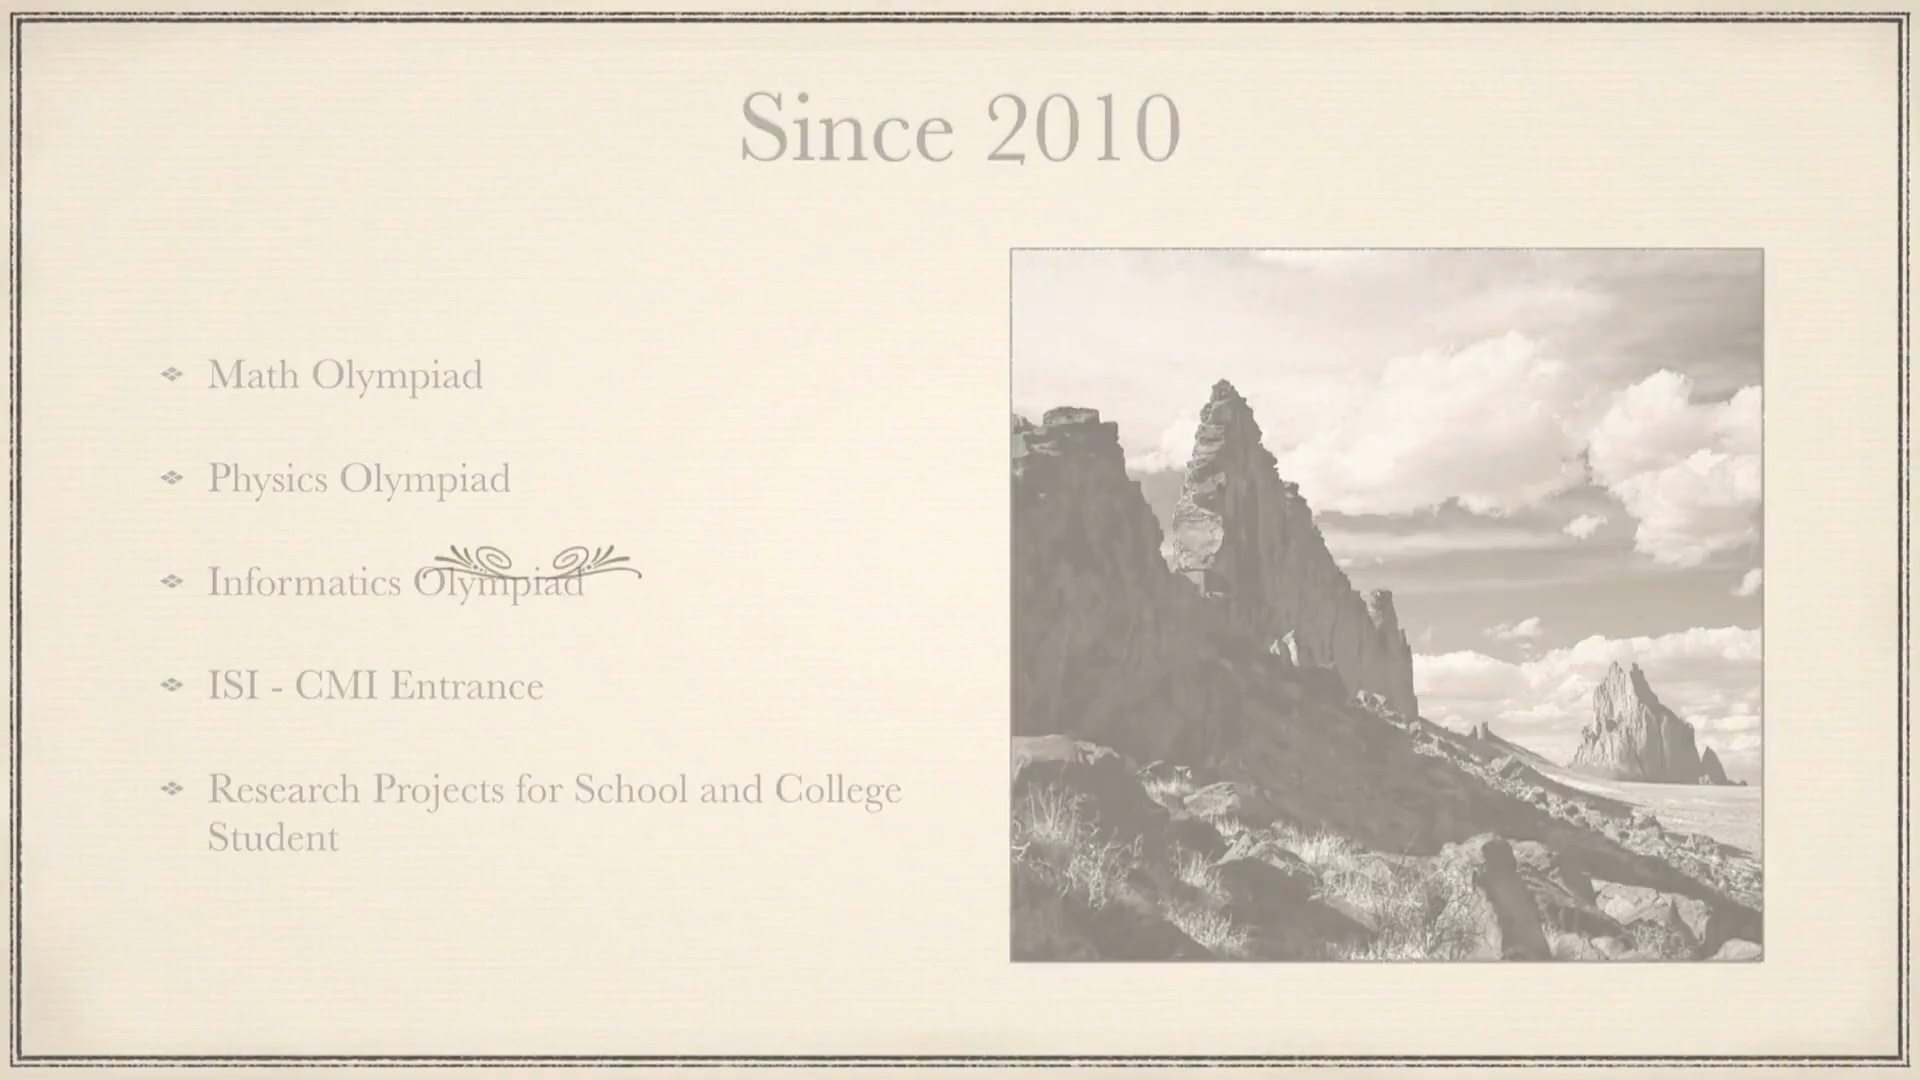 Since 2010
Math Olympiad
Physics Olympiad
Informatics Olympiad
ISI - CMI Entrance
Research Projects for School and College
Student